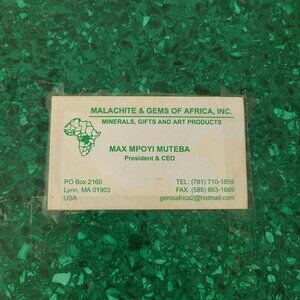 MALACHITE & GEMS OF AFRICA, INC.
MINERALS, GIFTS AND ART PRODUCTS
MAX MPOYI MUTEBA
President & CEO
PO Box 2160
Lynn, MA 01903
USA
TEL: (781) 710-1859
FAX: (585) 663-1669
gemsafrica2@hotmail.com